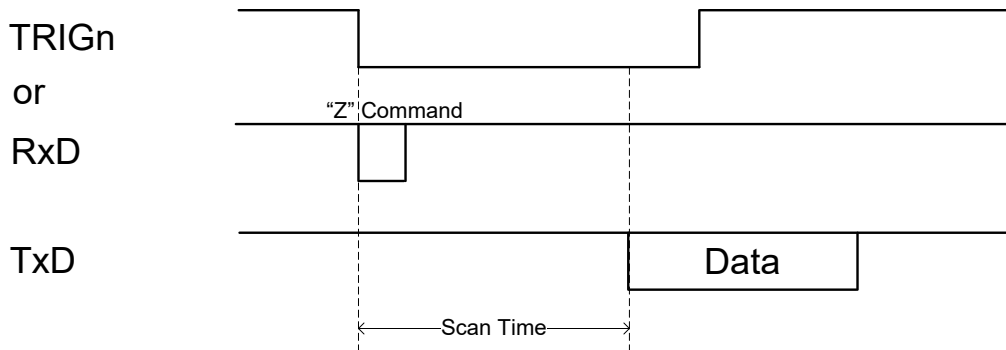 TRIGn
or
“Z” Command
RxD
TxD
Data
Scan Time